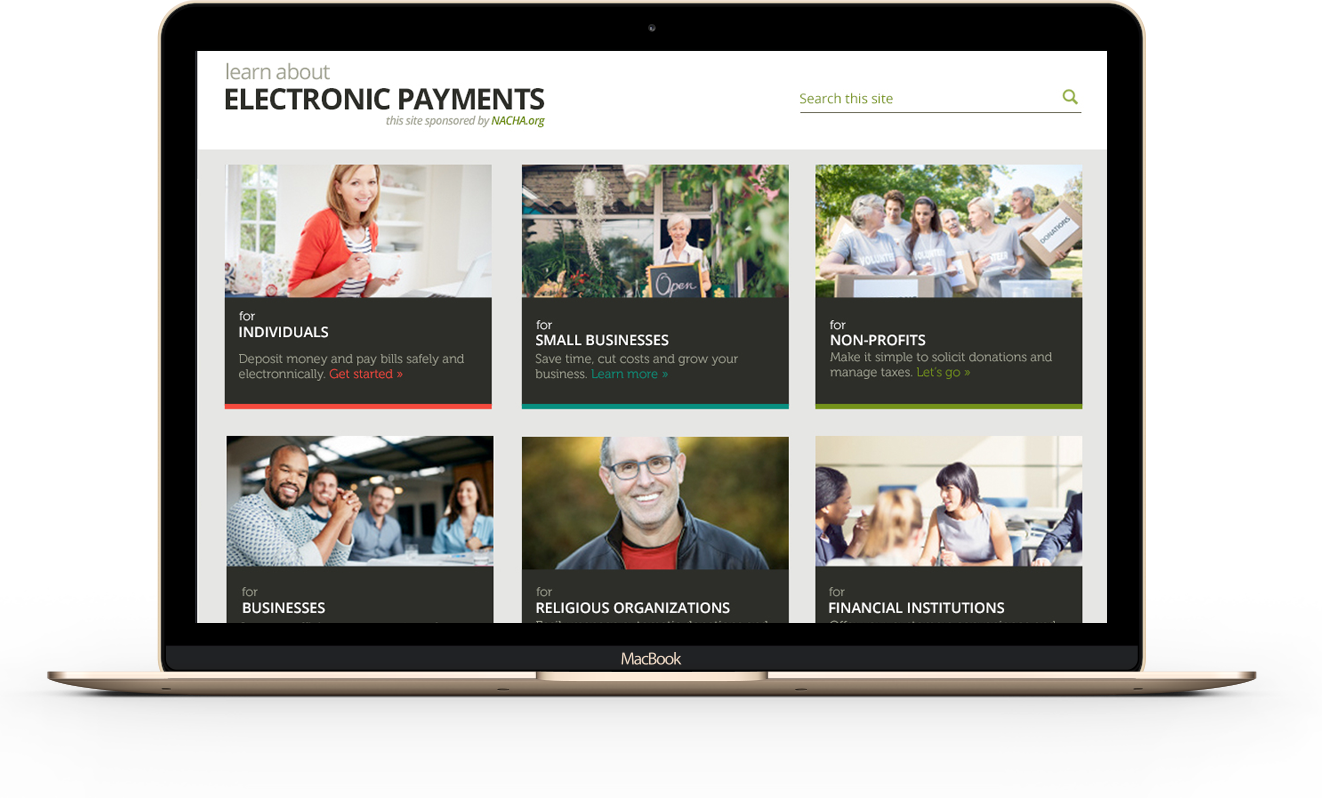 learn about
ELECTRONIC PAYMENTS
this site sponsored by NACHA.org
Search this site
Open
VOLUNTEER
DONATIONS
for
INDIVIDUALS
Deposit money and pay bills safely and
electronnically. Get started »
for
SMALL BUSINESSES
Save time, cut costs and grow your
business. Learn more »
for
NON-PROFITS
Make it simple to solicit donations and
manage taxes. Let's go »
for
BUSINESSES
for
RELIGIOUS ORGANIZATIONS
for
FINANCIAL INSTITUTIONS
MacBook